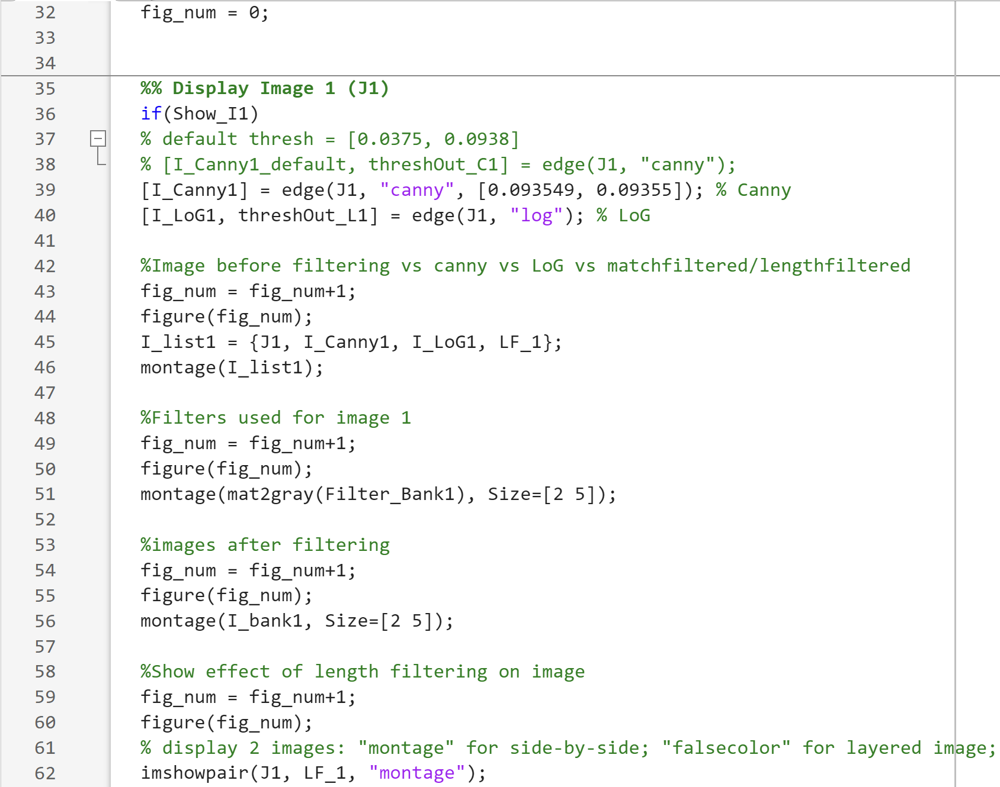 32 fig_num = 0;
33
34
35 %% Display Image 1 (J1)
36 if(Show_I1)
37 % default thresh = [0.0375, 0.0938]
38 % [I_Canny1_default, threshOut_C1] = edge(J1, "canny");
39 [I_Canny1] = edge(J1, "canny", [0.093549, 0.09355]); % Canny
40 [I_LoG1, threshOut_L1] = edge(J1, "log"); % LoG
41
42 %Image before filtering vs canny vs LoG vs matchfiltered/lengthfiltered
43 fig_num = fig_num+1;
44 figure(fig_num);
45 I_list1 = {J1, I_Canny1, I_LoG1, LF_1};
46 montage(I_list1);
47
48 %Filters used for image 1
49 fig_num = fig_num+1;
50 figure(fig_num);
51 montage(mat2gray(Filter_Bank1), Size=[2 5]);
52
53 %images after filtering
54 fig_num = fig_num+1;
55 figure(fig_num);
56 montage(I_bank1, Size=[2 5]);
57
58 %Show effect of length filtering on image
59 fig_num = fig_num+1;
60 figure(fig_num);
61 % display 2 images: "montage" for side-by-side; "falsecolor" for layered image;
62 imshowpair(J1, LF_1, "montage");